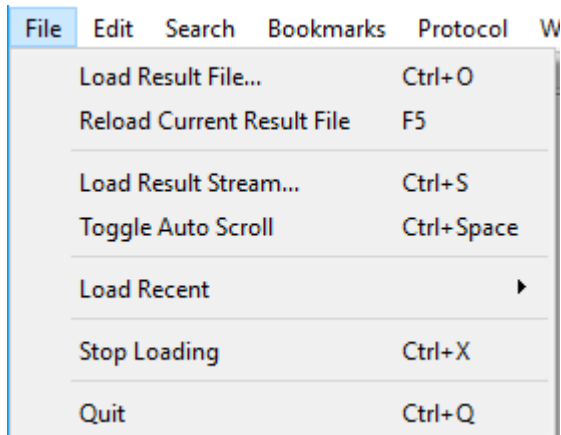 File Edit Search Bookmarks Protocol W
Load Result File... Ctrl+O
Reload Current Result File F5
Load Result Stream... Ctrl+S
Toggle Auto Scroll Ctrl+Space
Load Recent
Stop Loading Ctrl+X
Quit Ctrl+Q